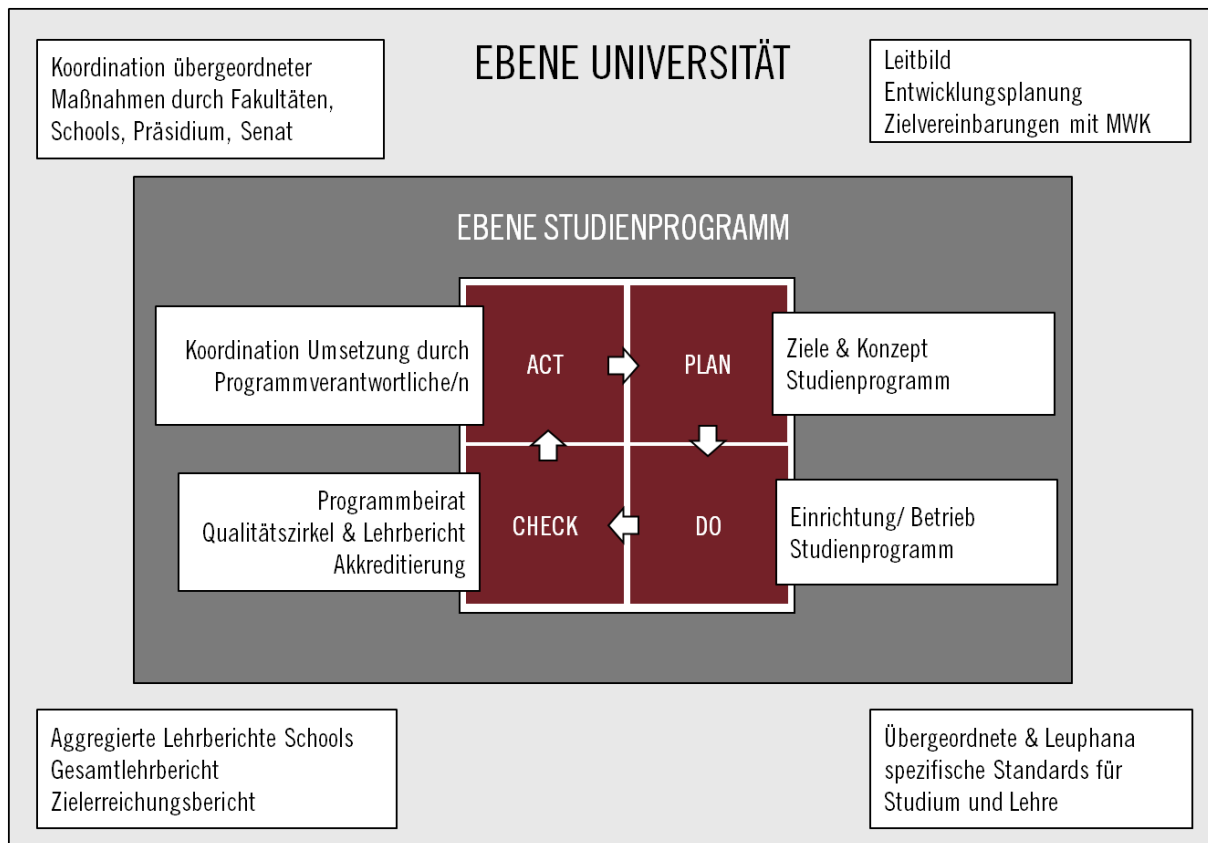 EBENE UNIVERSITÄT
Koordination übergeordneter
Maßnahmen durch Fakultäten,
Schools, Präsidium, Senat
Leitbild
Entwicklungsplanung
Zielvereinbarungen mit MWK
EBENE STUDIENPROGRAMM
Koordination Umsetzung durch
Programmverantwortliche/n
ACT
PLAN
Ziele & Konzept
Studienprogramm
Programmbeirat
Qualitätszirkel & Lehrbericht
Akkreditierung
CHECK
DO
Einrichtung/ Betrieb
Studienprogramm
Aggregierte Lehrberichte Schools
Gesamtlehrbericht
Zielerreichungsbericht
Übergeordnete & Leuphana
spezifische Standards für
Studium und Lehre